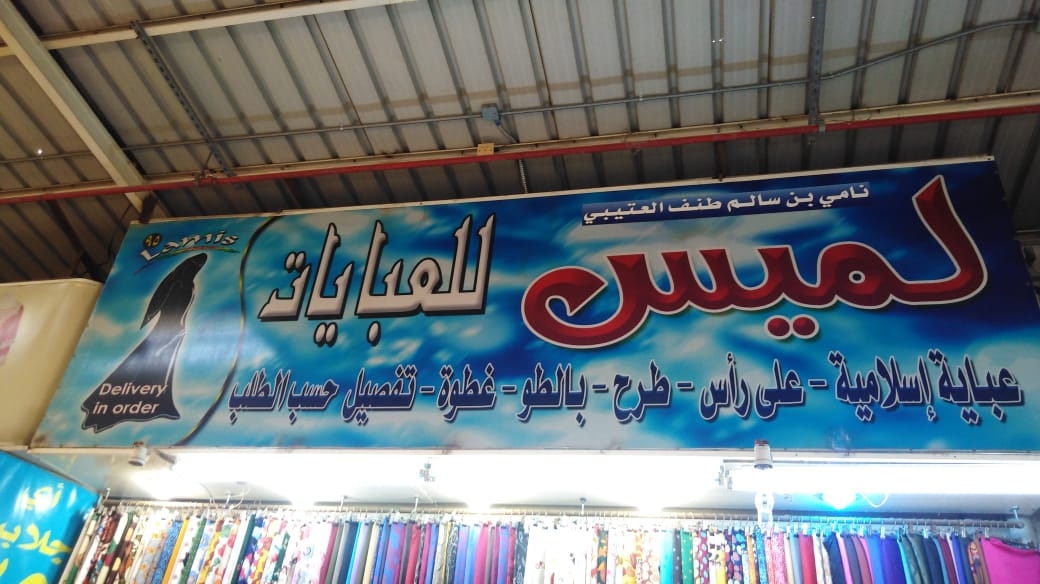 نامي بن سالم طنف العتيبي
لميس للعبايات
عباية إسلامية - على رأس - طرح - بالطو - غطوة - تفصيل حسب الطلب
٩٥
Lamis
Delivery
in order